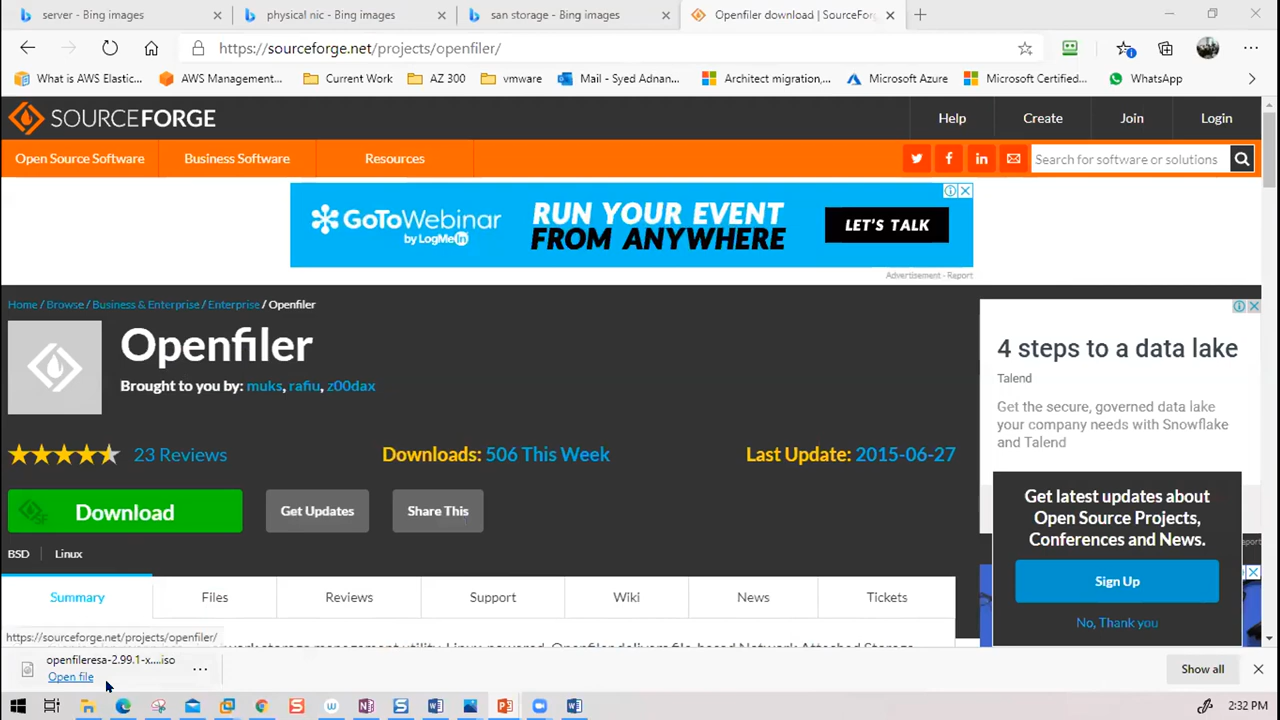 server - Bing images
physical nic - Bing images
san storage - Bing images
Openfiler download | SourceFor
https://sourceforge.net/projects/openfiler/
What is AWS Elastic...
AWS Management...
Current Work
AZ 300
vmware
Mail - Syed Adnan...
Architect migration,...
Microsoft Azure
Microsoft Certified...
WhatsApp
SOURCEFORGE
Help
Create
Join
Login
Open Source Software
Business Software
Resources
Search for software or solutions
GoToWebinar
by LogMeIn
RUN YOUR EVENT
FROM ANYWHERE
LET'S TALK
Advertisement - Report
Home / Browse / Business & Enterprise / Enterprise / Openfiler
Openfiler
Brought to you by: muks, rafiu, z00dax
4 steps to a data lake
Talend
Get the secure, governed data lake
your company needs with Snowflake
and Talend
23 Reviews
Downloads: 506 This Week
Last Update: 2015-06-27
Download
Get Updates
Share This
Get latest updates about
Open Source Projects,
Conferences and News.
Sign Up
No, Thank you
BSD
Linux
Summary
Files
Reviews
Support
Wiki
News
Tickets
https://sourceforge.net/projects/openfiler/
openfileresa-2.99.1-x....iso
Open file
Show all
2:32 PM